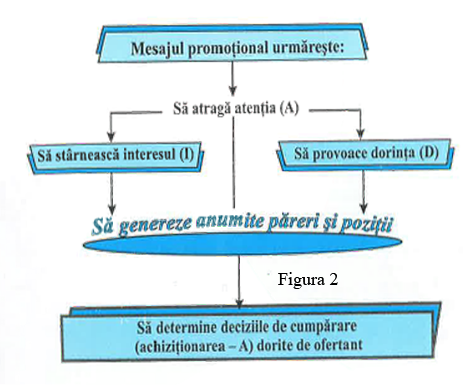 Mesajul promoțional urmărește:
Să atragă atenția (A)
Să stârnească interesul (I)
Să provoace dorința (D)
Să genereze anumite păreri și poziții
Figura 2
Să determine deciziile de cumpărare
(achiziționarea – A) dorite de ofertant